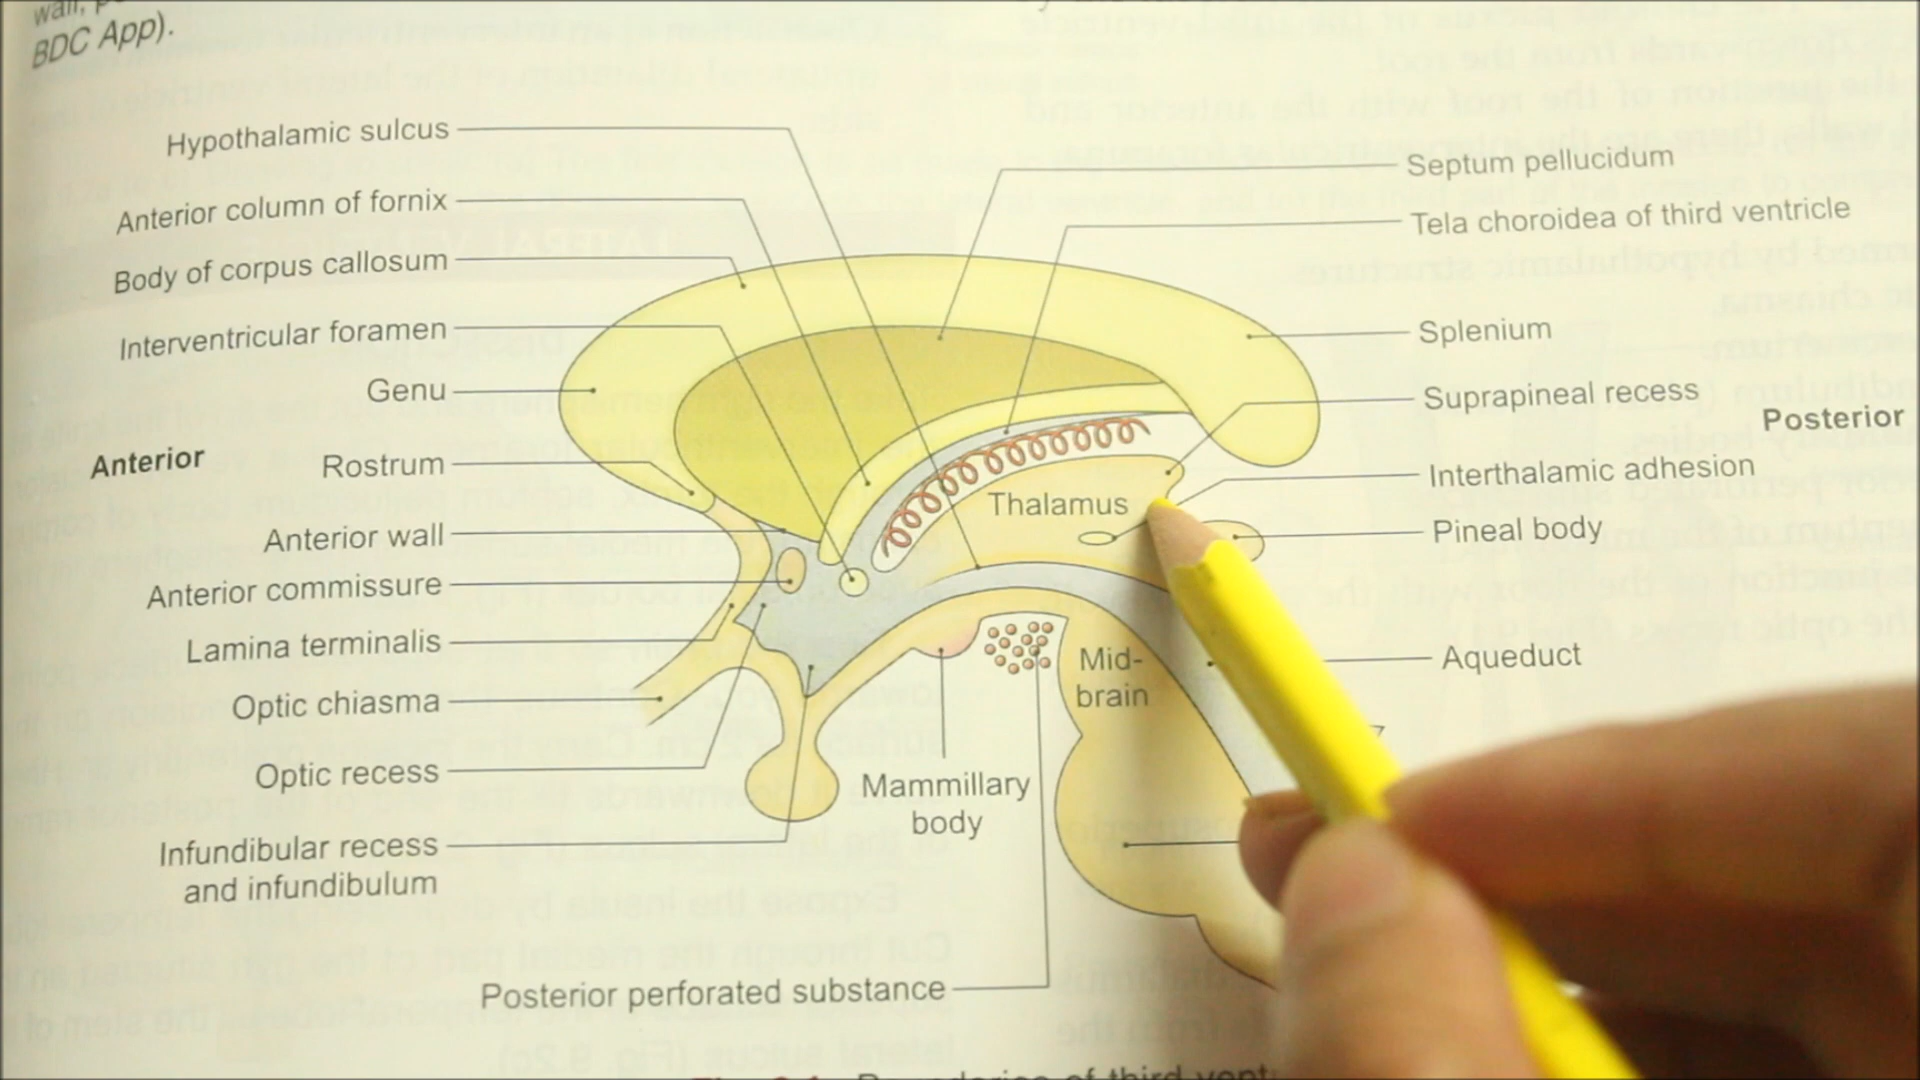 BDC App).
Hypothalamic sulcus
Anterior column of fornix
Body of corpus callosum
Interventricular foramen
Genu
Anterior
Rostrum
Anterior wall
Anterior commissure
Lamina terminalis
Optic chiasma
Optic recess
Infundibular recess
and infundibulum
Septum pellucidum
Tela choroidea of third ventricle
Splenium
Suprapineal recess
Posterior
Interthalamic adhesion
Pineal body
Aqueduct
Thalamus
Mid-
brain
Mammillary
body
Posterior perforated substance